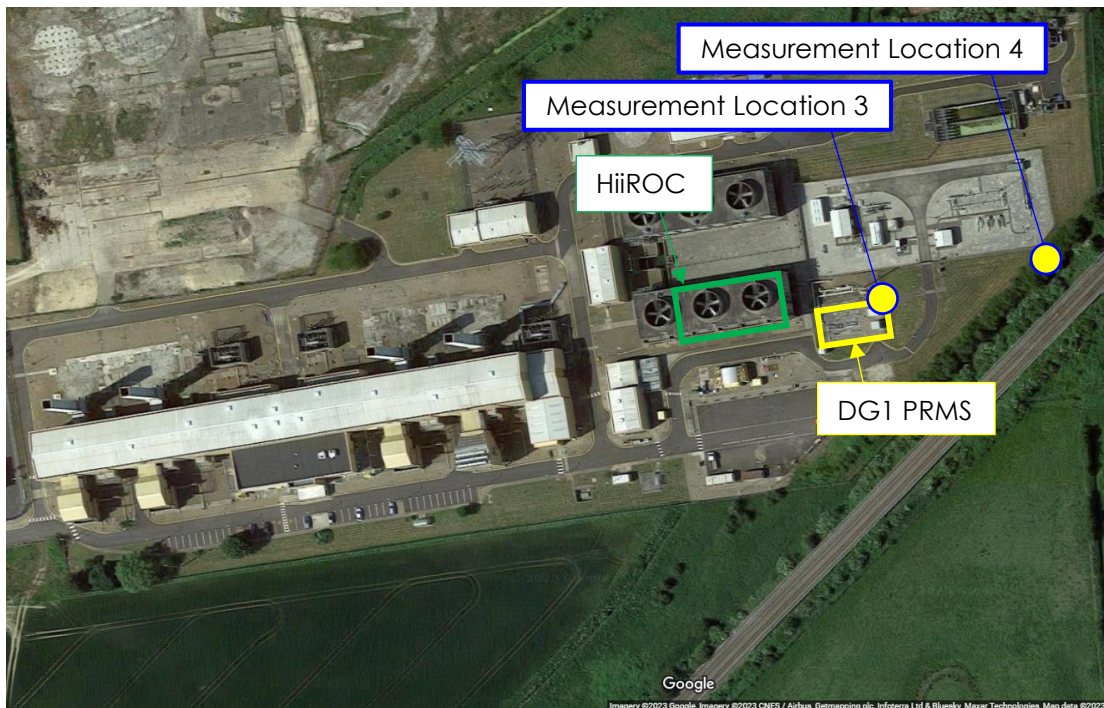 Measurement Location 4
Measurement Location 3
HiiROC
DG1 PRMS
Google
Imagery ©2023 Google, Imagery ©2023 CNES / Airbus, Getmapping plc, Infoterra Ltd & Bluesky, Maxar Technologies, Map data ©2023